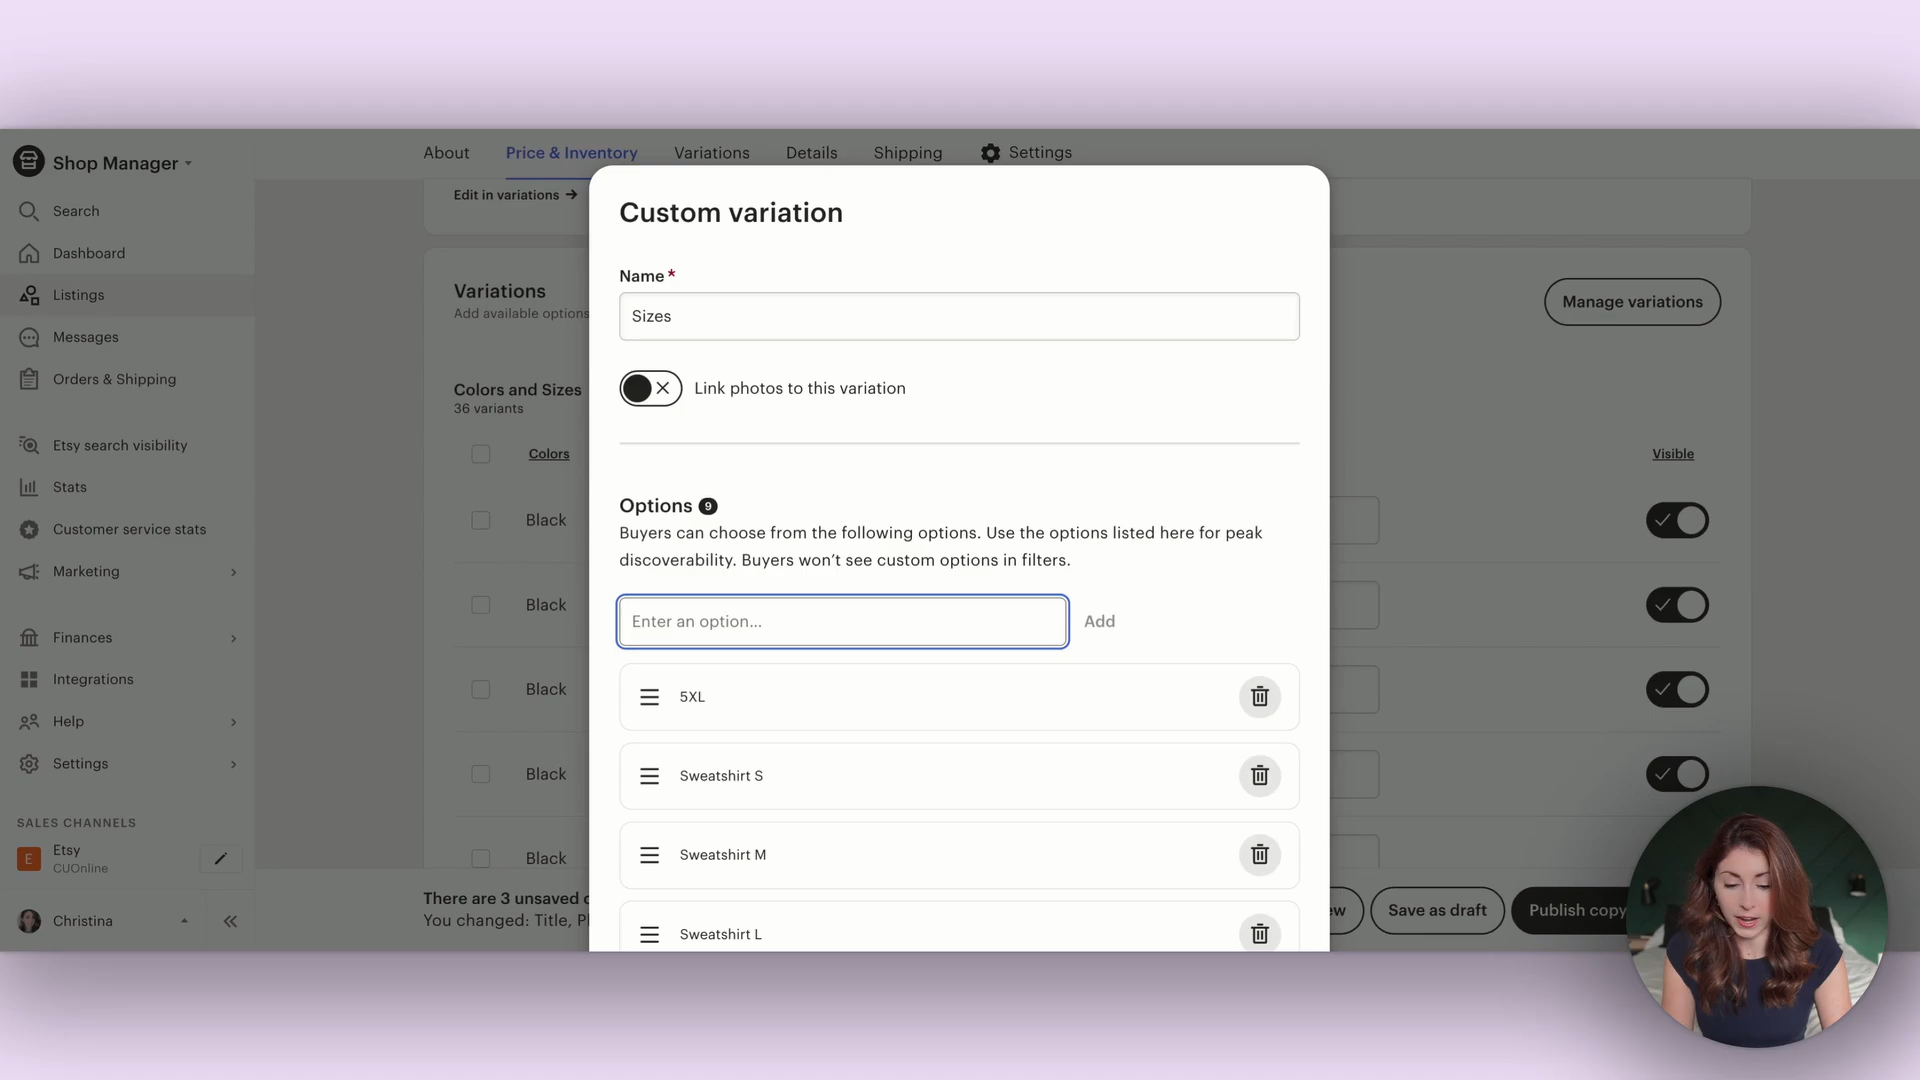 Shop Manager
Search
Dashboard
Listings
Messages
Orders & Shipping
Etsy search visibility
Stats
Customer service stats
Marketing
Finances
Integrations
Help
Settings
SALES CHANNELS
E
Etsy
CUOnline
Christina
About
Price & Inventory
Variations
Details
Shipping
Settings
Edit in variations →
Variations
Add available options
Manage variations
Colors and Sizes
36 variants
Colors
Visible
Black
Black
Black
Black
Black
There are 3 unsaved
You changed: Title,
Save as draft
Publish copy
Custom variation
Name *
Sizes
Link photos to this variation
Options 9
Buyers can choose from the following options. Use the options listed here for peak
discoverability. Buyers won’t see custom options in filters.
Enter an option...
Add
5XL
Sweatshirt S
Sweatshirt M
Sweatshirt L